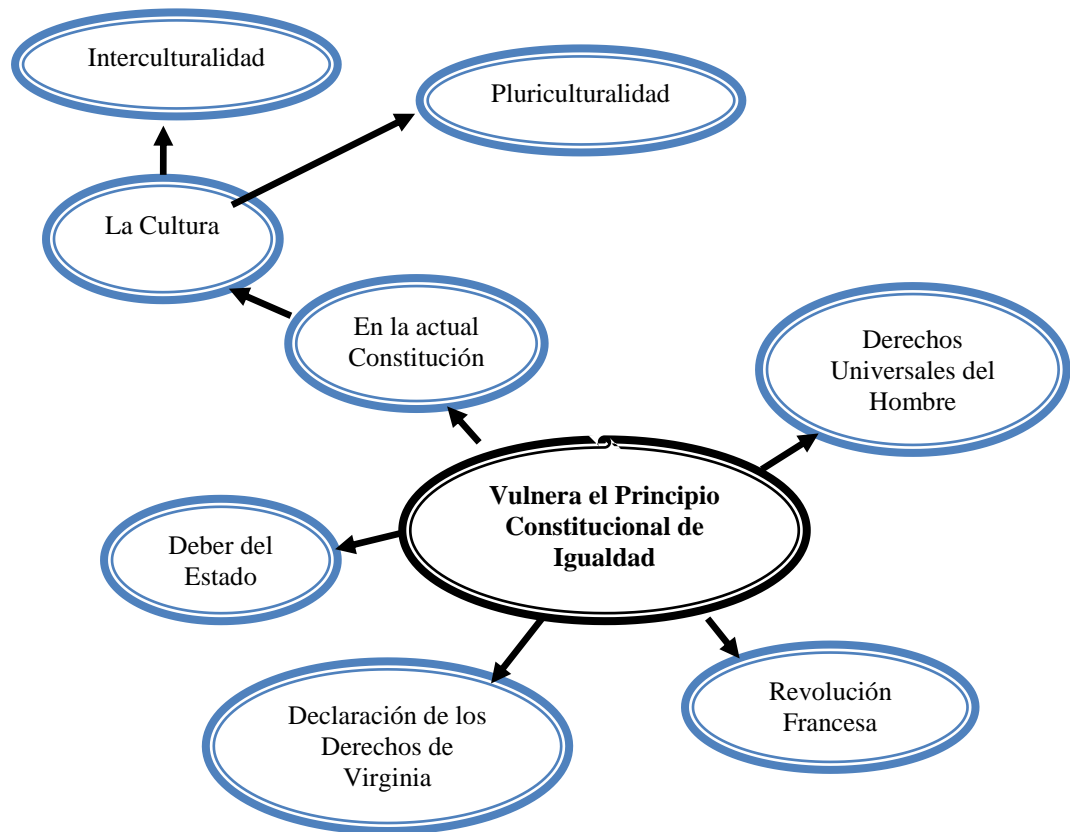 Interculturalidad
Pluriculturalidad
La Cultura
En la actual
Constitución
Derechos
Universales del
Hombre
Vulnera el Principio
Constitucional de
Igualdad
Deber del
Estado
Declaración de los
Derechos de
Virginia
Revolución
Francesa